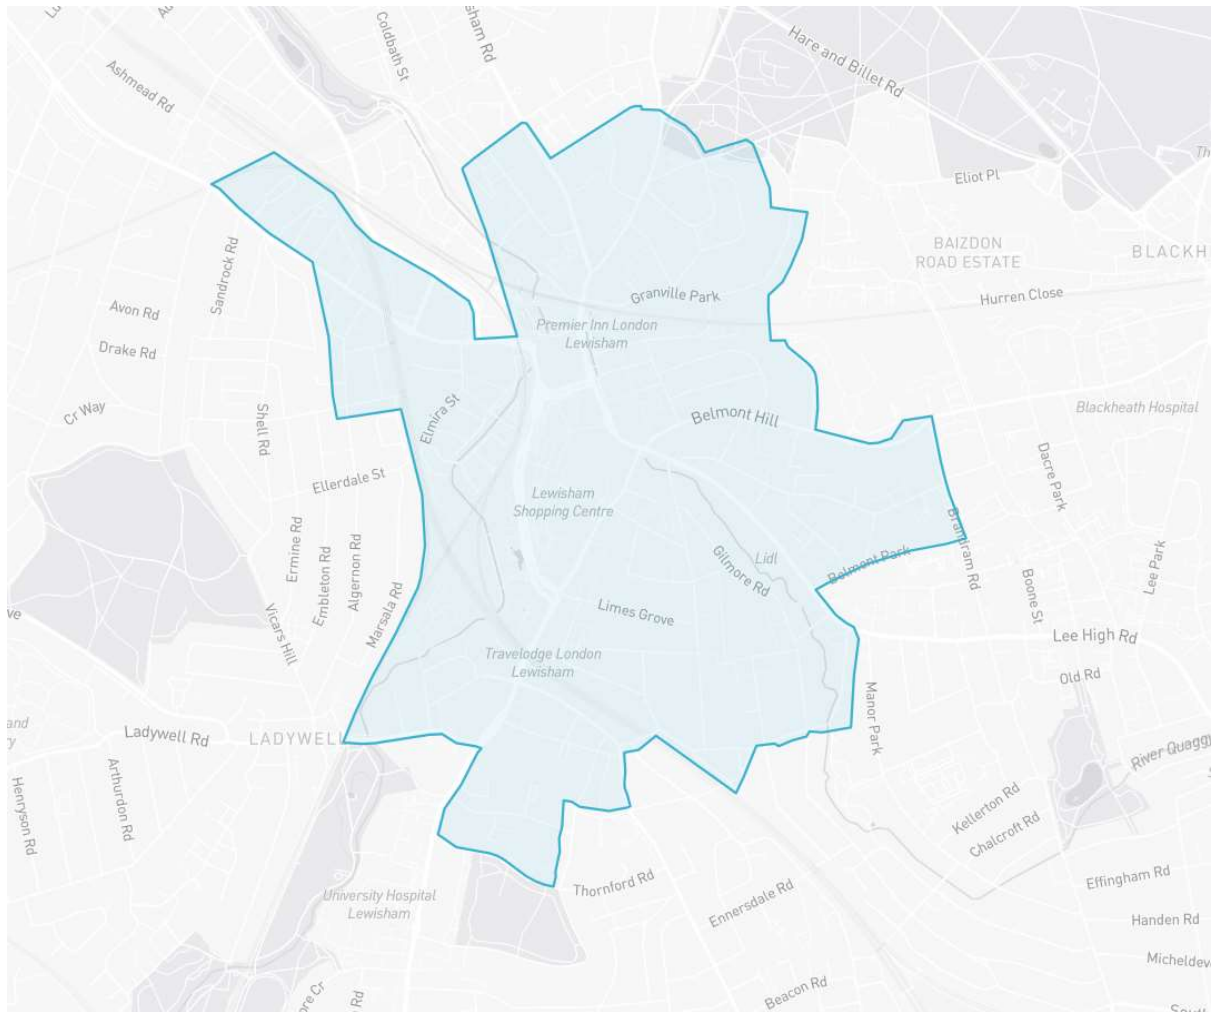 Coldbath St
sham Rd
Hare and Billet Rd
Ashmead Rd
Eliot Pl
BAIZDON
ROAD ESTATE
BLACKH
Sandrock Rd
Hurren Close
Granville Park
Avon Rd
Premier Inn London
Lewisham
Drake Rd
Cr Way
Shell Rd
Elmira St
Belmont Hill
Blackheath Hospital
Ellerdale St
Dacre Park
Lewisham
Shopping Centre
Ermine Rd
Embleton Rd
Algernon Rd
Marsala Rd
Brandram Rd
Gilmore Rd
Lidl
Belmont Park
Boone St
Lee Park
Vicars Hill
Limes Grove
Lee High Rd
Travelodge London
Lewisham
Old Rd
Manor Park
Ladywell Rd
LADYWELL
River Quaggy
Henryson Rd
Arthurdon Rd
Kellerton Rd
Chalcroft Rd
University Hospital
Lewisham
Thornford Rd
Ennersdale Rd
Effingham Rd
Handen Rd
Micheldeve
Beacon Rd